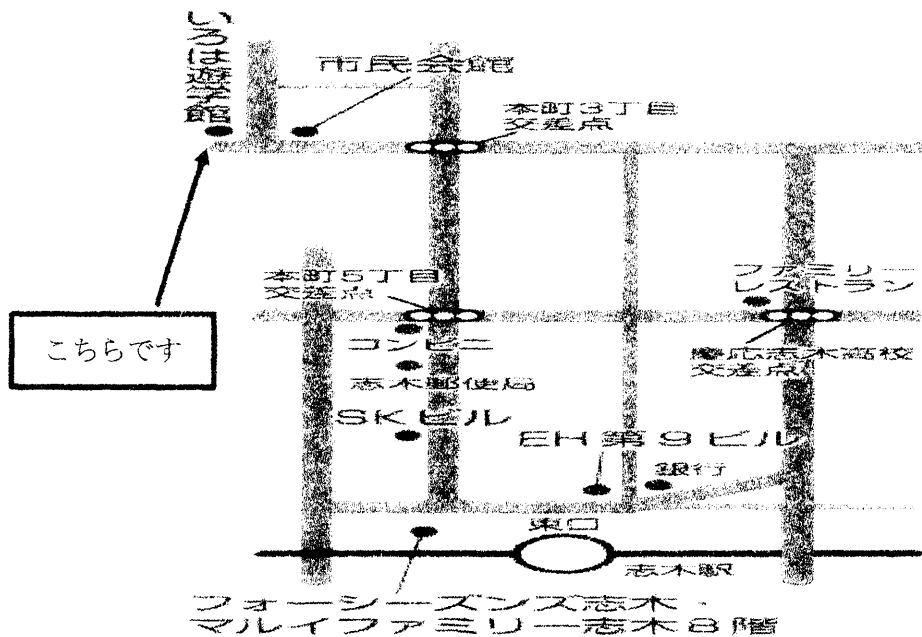 いろは遊学館
市民会館
本町3丁目
交差点
本町5丁目
交差点
ファミリー
レストラン
こちらです
コンビニ
慶応志木高校
交差点
志木郵便局
SKビル
EH第9ビル
銀行
東口
志木駅
フォーシーズンズ志木・
マルイファミリー志木8階